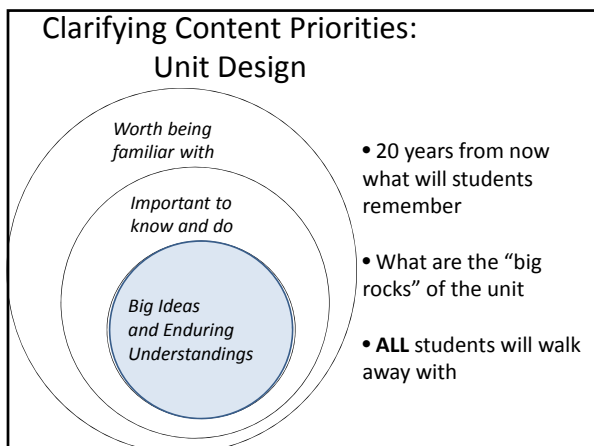 Clarifying Content Priorities:
Unit Design
Worth being
familiar with
Important to
know and do
Big Ideas
and Enduring
Understandings
• 20 years from now
what will students
remember
• What are the “big
rocks” of the unit
• ALL students will walk
away with